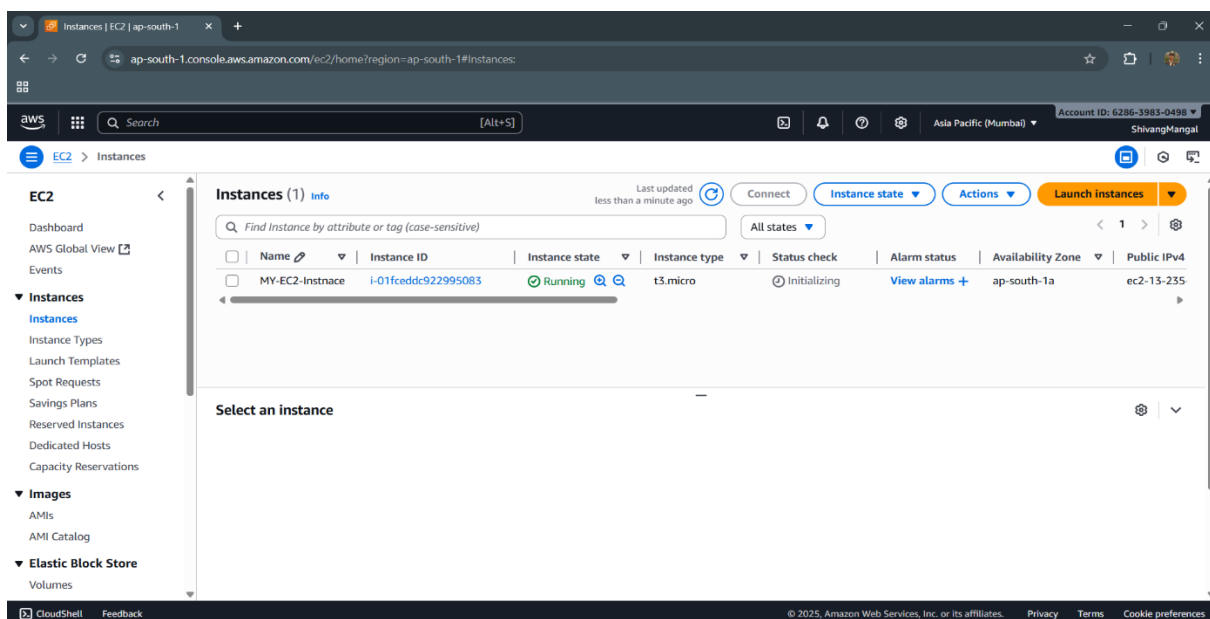 Instances | EC2 | ap-south-1
ap-south-1.console.aws.amazon.com/ec2/home?region=ap-south-1#Instances:
aws
Search [Alt+S]
Asia Pacific (Mumbai)
Account ID: 6286-3983-0498
ShivangMangal
EC2 > Instances
EC2
Dashboard
AWS Global View
Events
Instances
Instances
Instance Types
Launch Templates
Spot Requests
Savings Plans
Reserved Instances
Dedicated Hosts
Capacity Reservations
Images
AMIs
AMI Catalog
Elastic Block Store
Volumes
Instances (1) Info
Last updated
less than a minute ago
Connect
Instance state
Actions
Launch instances
Find Instance by attribute or tag (case-sensitive)
All states
1
Name Instance ID Instance state Instance type Status check Alarm status Availability Zone Public IPv4
MY-EC2-Instnace i-01fceddc922995083 Running t3.micro Initializing View alarms + ap-south-1a ec2-13-235-
Select an instance
CloudShell Feedback © 2025, Amazon Web Services, Inc. or its affiliates. Privacy Terms Cookie preferences